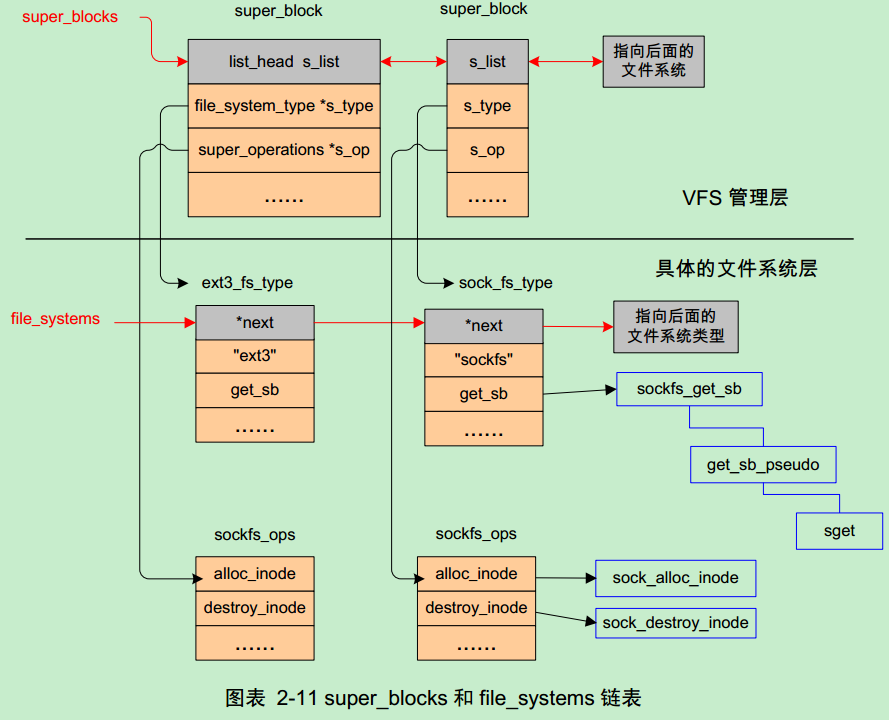 super_blocks
super_block
super_block
list_head s_list
s_list
指向后面的
文件系统
file_system_type *s_type
s_type
super_operations *s_op
s_op
......
......
VFS 管理层
具体的文件系统层
ext3_fs_type
sock_fs_type
file_systems
*next
*next
指向后面的
文件系统类型
"ext3"
"sockfs"
get_sb
get_sb
sockfs_get_sb
......
......
get_sb_pseudo
sget
sockfs_ops
sockfs_ops
alloc_inode
alloc_inode
sock_alloc_inode
destroy_inode
destroy_inode
sock_destroy_inode
......
......
图表 2-11 super_blocks 和 file_systems 链表